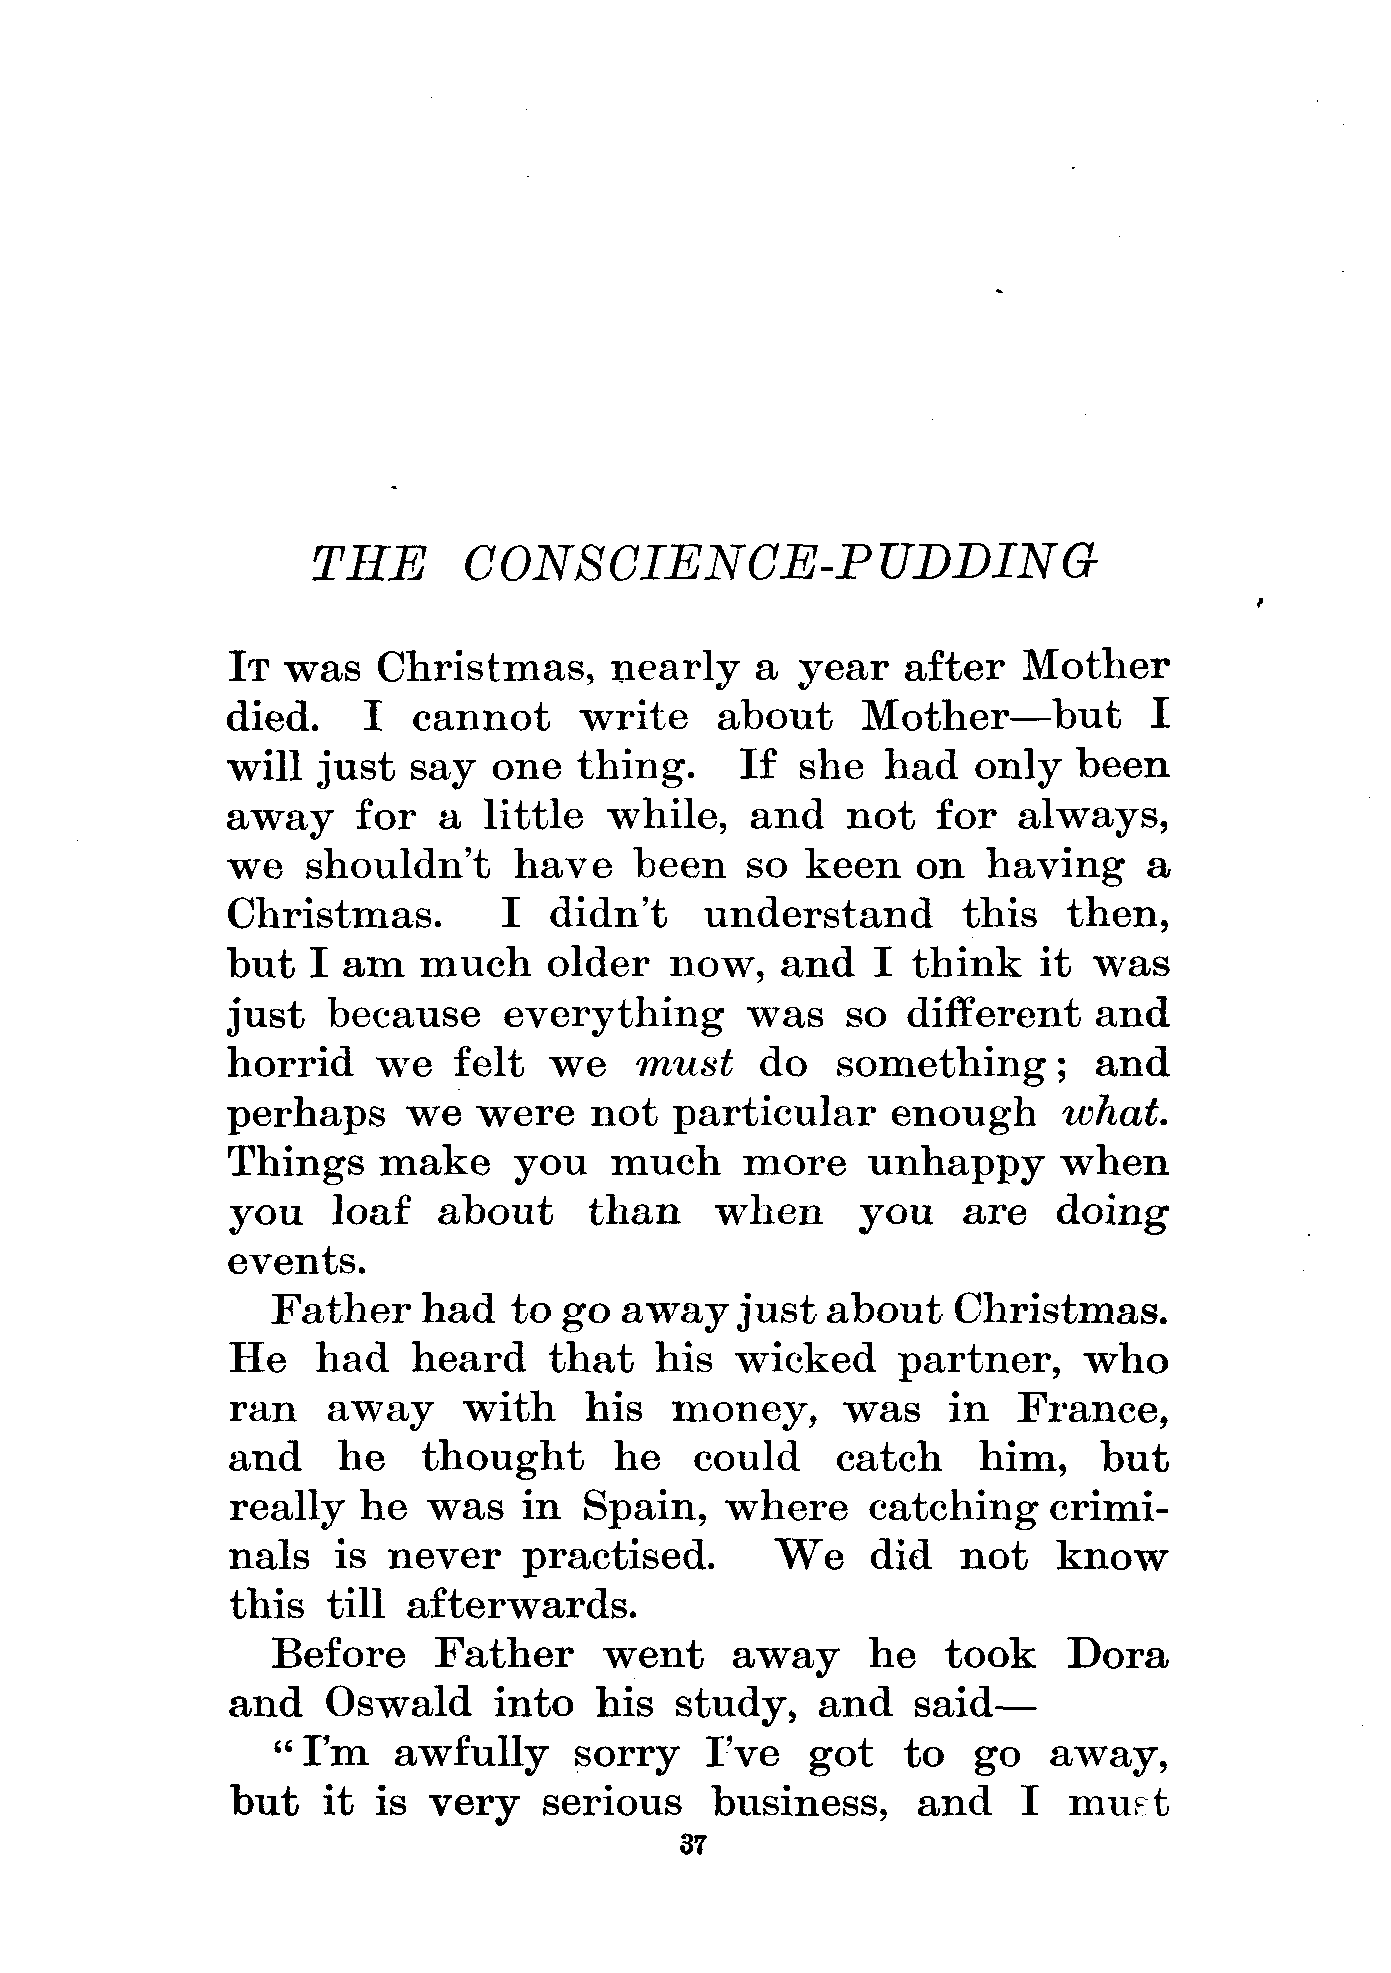 THE CONSCIENCE-PUDDING
IT was Christmas, nearly a year after Mother
died. I cannot write about Mother—but I
will just say one thing. If she had only been
away for a little while, and not for always,
we shouldn't have been so keen on having a
Christmas. I didn't understand this then,
but I am much older now, and I think it was
just because everything was so different and
horrid we felt we must do something; and
perhaps we were not particular enough what.
Things make you much more unhappy when
you loaf about than when you are doing
events.
Father had to go away just about Christmas.
He had heard that his wicked partner, who
ran away with his money, was in France,
and he thought he could catch him, but
really he was in Spain, where catching crimi-
nals is never practised. We did not know
this till afterwards.
Before Father went away he took Dora
and Oswald into his study, and said—
“I'm awfully sorry I've got to go away,
but it is very serious business, and I must
37